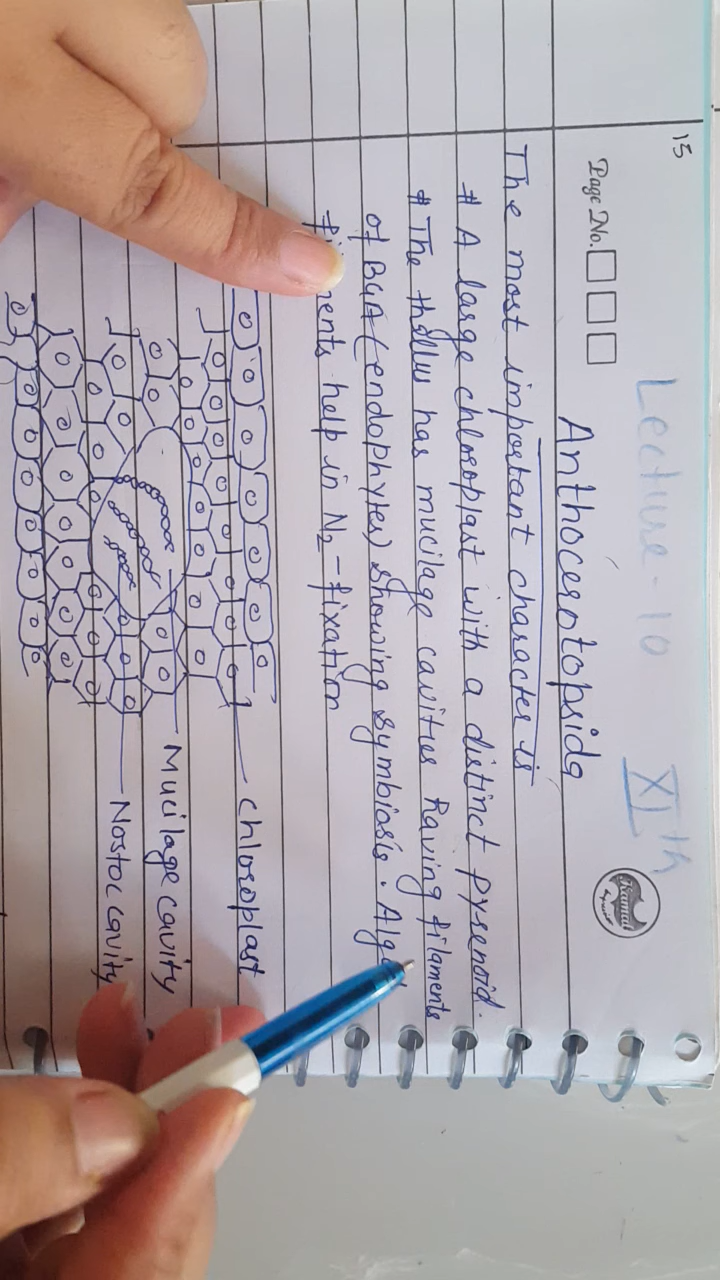 15
Lecture-10 XIth
Page No.
Kamal
Anthocerotopsida
The most important character is
# A large chloroplast with a distinct pyrenoid.
# The thallus has mucilage cavities having filaments
of BGA (endophytes) showing symbiosis.
help in N2-fixation
chloroplast
Mucilage cavity
Nostoc cavity